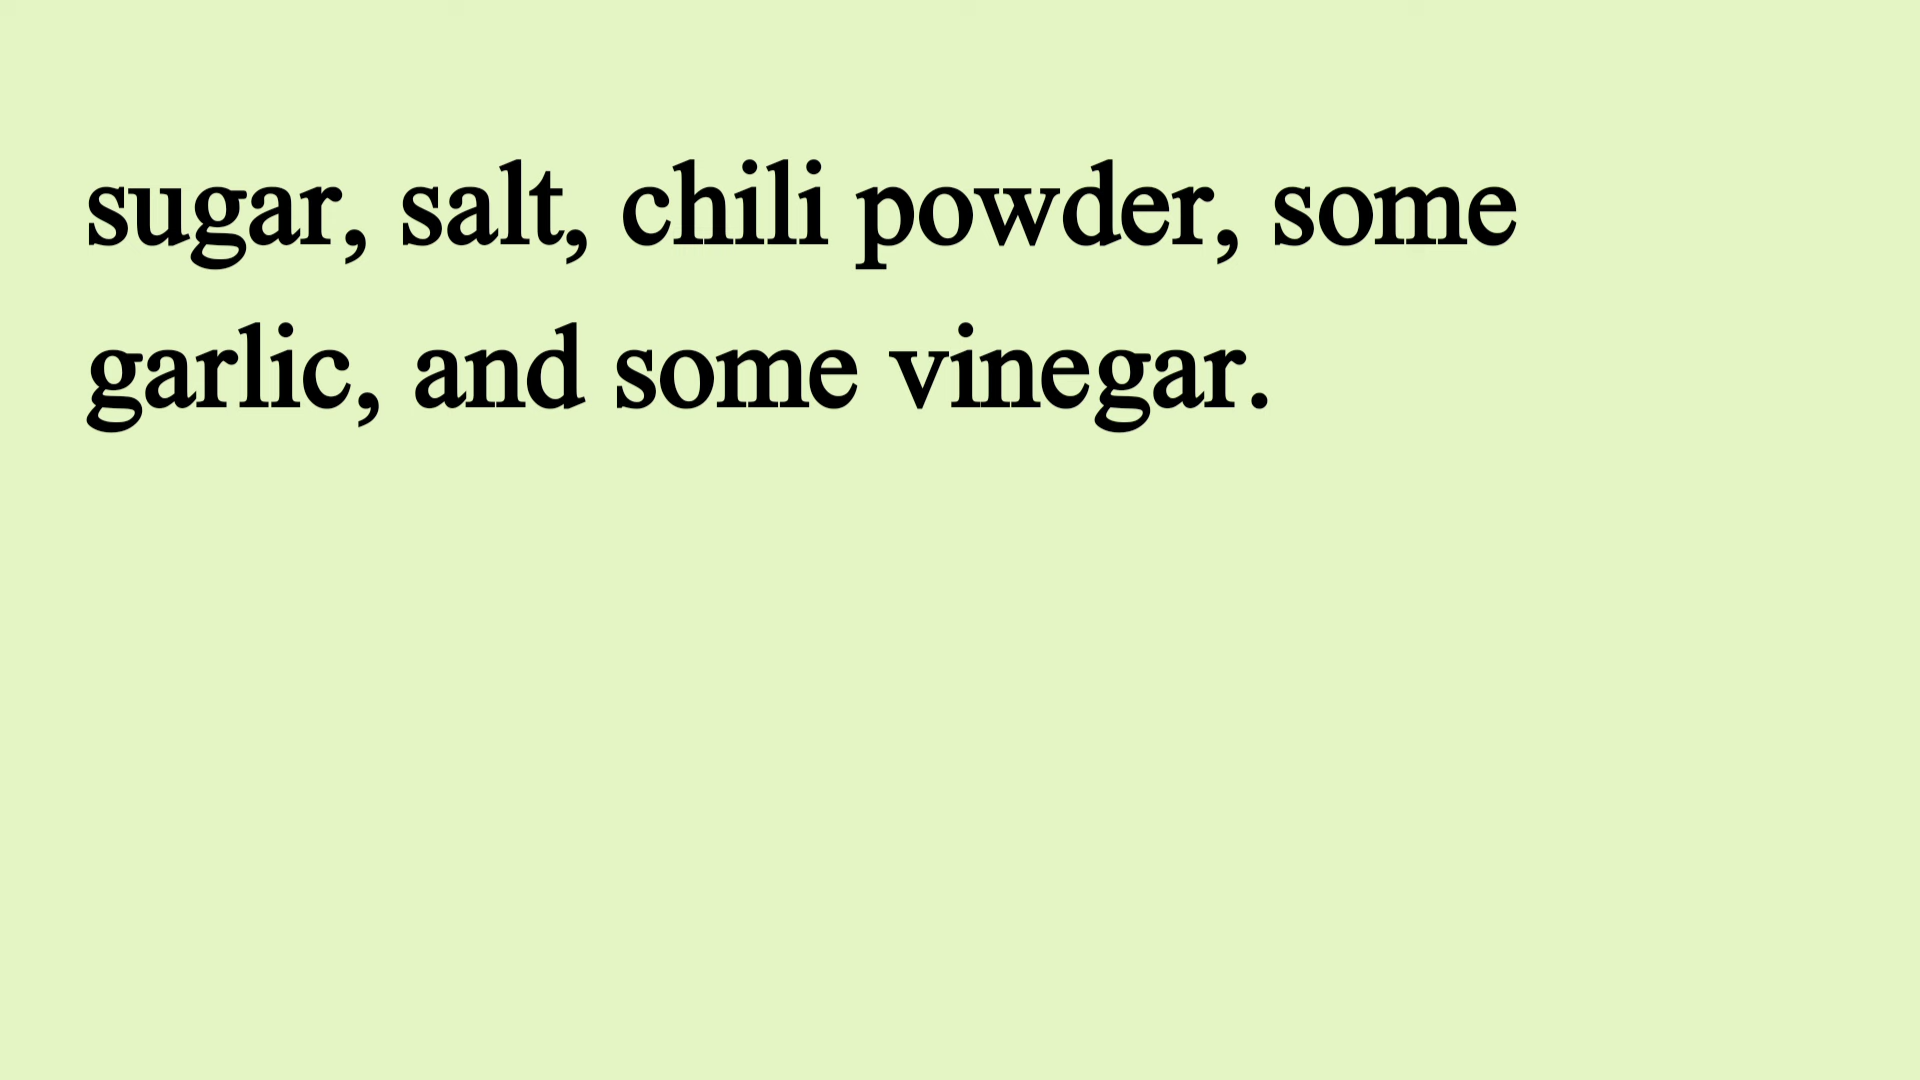 sugar, salt, chili powder, some
garlic, and some vinegar.